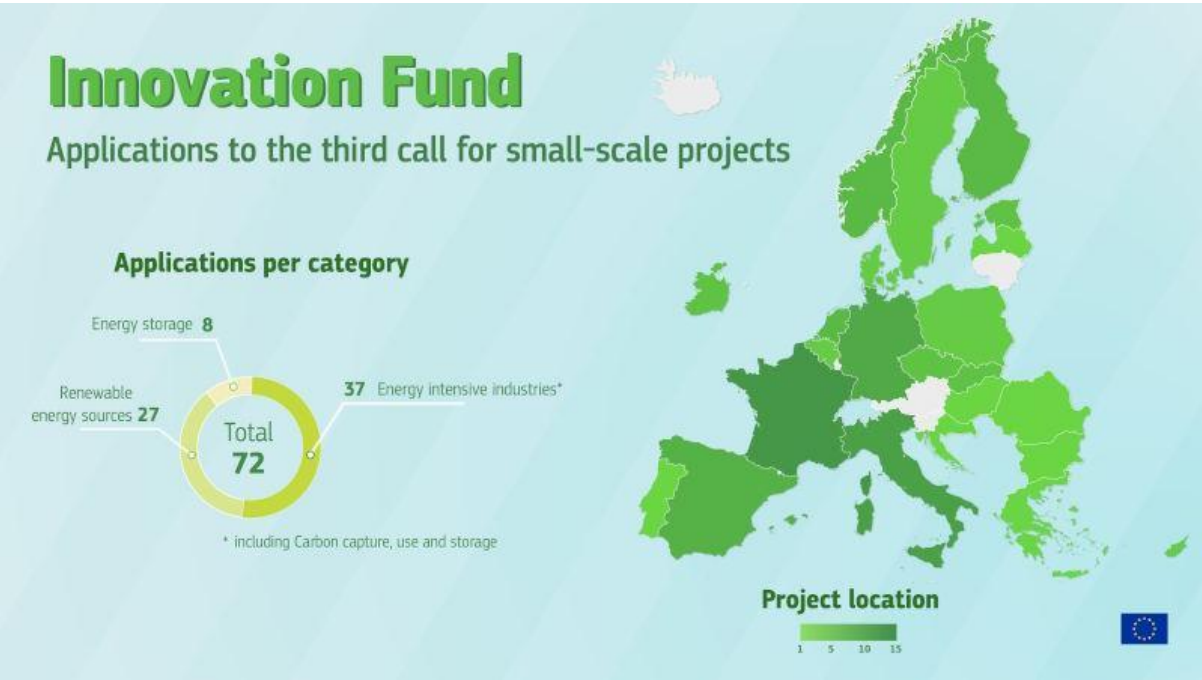 Innovation Fund
Applications to the third call for small-scale projects
Applications per category
Energy storage 8
Renewable
energy sources 27
37 Energy intensive industries*
Total
72
* including Carbon capture, use and storage
Project location
1 5 10 15